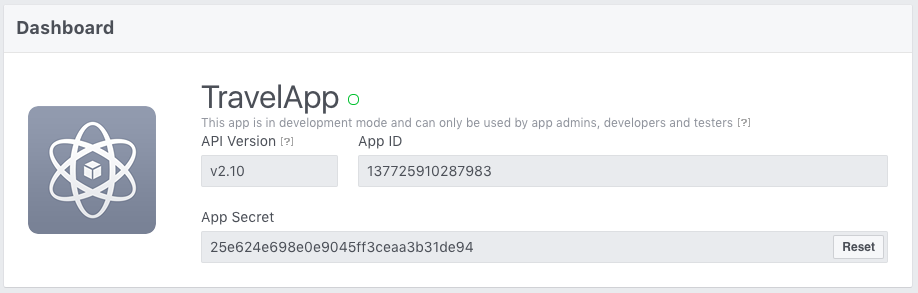 Dashboard
TravelApp
This app is in development mode and can only be used by app admins, developers and testers [?]
API Version [?] App ID
v2.10 137725910287983
App Secret
25e624e698e0e9045ff3ceaa3b31de94 Reset